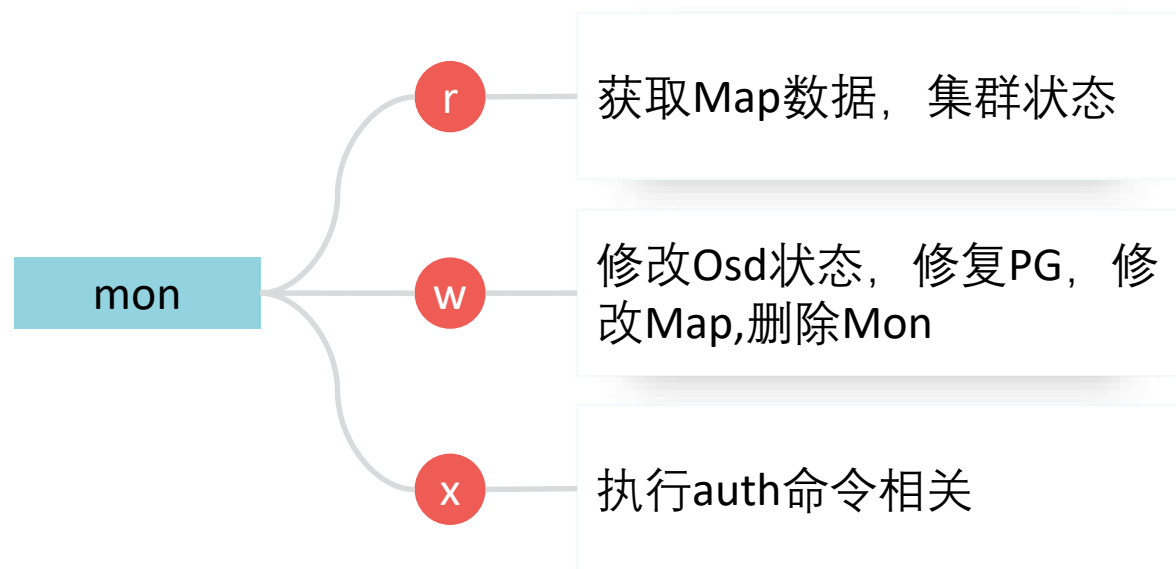 r
获取Map数据，集群状态
mon
w
修改Osd状态，修复PG，修
改Map,删除Mon
x
执行auth命令相关